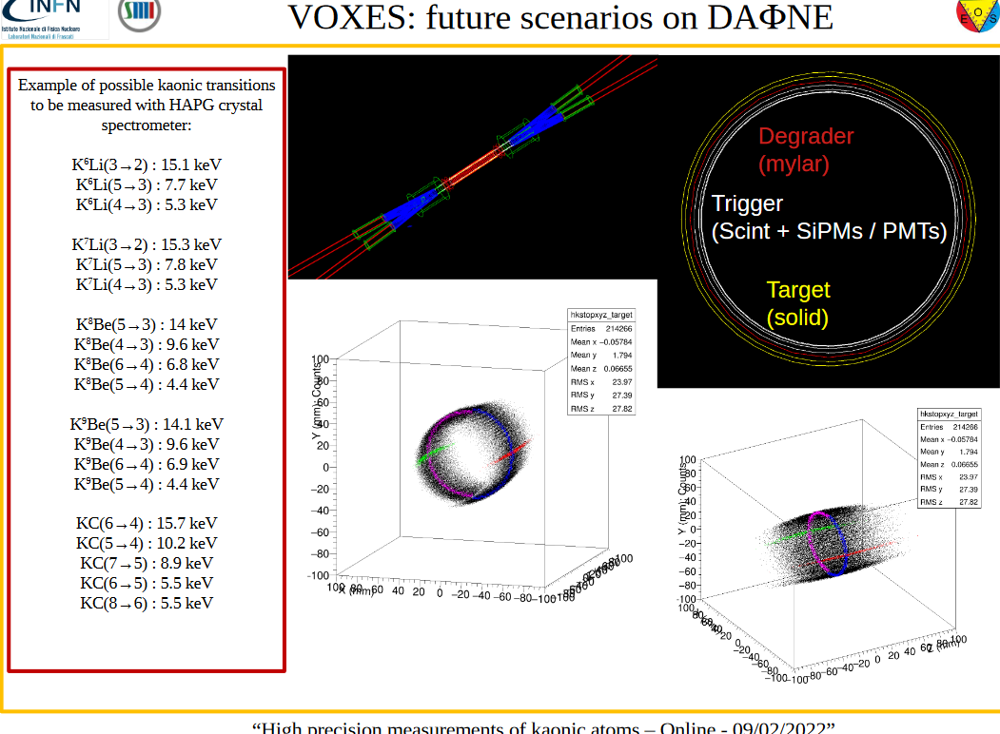 INFN
Istituto Nazionale di Fisica Nucleare
Laboratori Nazionali di Frascati
VOXES: future scenarios on DAΦNE
E O S
Example of possible kaonic transitions
to be measured with HAPG crystal
spectrometer:
K⁶Li(3→2) : 15.1 keV
K⁶Li(5→3) : 7.7 keV
K⁶Li(4→3) : 5.3 keV
K⁷Li(3→2) : 15.3 keV
K⁷Li(5→3) : 7.8 keV
K⁷Li(4→3) : 5.3 keV
K⁸Be(5→3) : 14 keV
K⁸Be(4→3) : 9.6 keV
K⁸Be(6→4) : 6.8 keV
K⁸Be(5→4) : 4.4 keV
K⁹Be(5→3) : 14.1 keV
K⁹Be(4→3) : 9.6 keV
K⁹Be(6→4) : 6.9 keV
K⁹Be(5→4) : 4.4 keV
KC(6→4) : 15.7 keV
KC(5→4) : 10.2 keV
KC(7→5) : 8.9 keV
KC(6→5) : 5.5 keV
KC(8→6) : 5.5 keV
Degrader
(mylar)
Trigger
(Scint + SiPMs / PMTs)
Target
(solid)
hkstopxyz_target
Entries 214266
Mean x −0.05784
Mean y 1.794
Mean z 0.06655
RMS x 23.97
RMS y 27.39
RMS z 27.82
Y (mm); Counts
100
80
60
40
20
0
−20
−40
−60
−80
-100
100 80 60 40 20 0 −20 −40 −60 −80 −100
X (mm)
hkstopxyz_target
Entries 214266
Mean x −0.05784
Mean y 1.794
Mean z 0.06655
RMS x 23.97
RMS y 27.39
RMS z 27.82
Y (mm); Counts
100
80
60
40
20
0
−20
−40
−60
−80
-100
100
80
60
40
20
0
−20
−40
−60
−80
−100
−100 −80 −60 −40 −20 0 20 40 60 80 100
Z (mm)
“High precision measurements of kaonic atoms – Online - 09/02/2022”